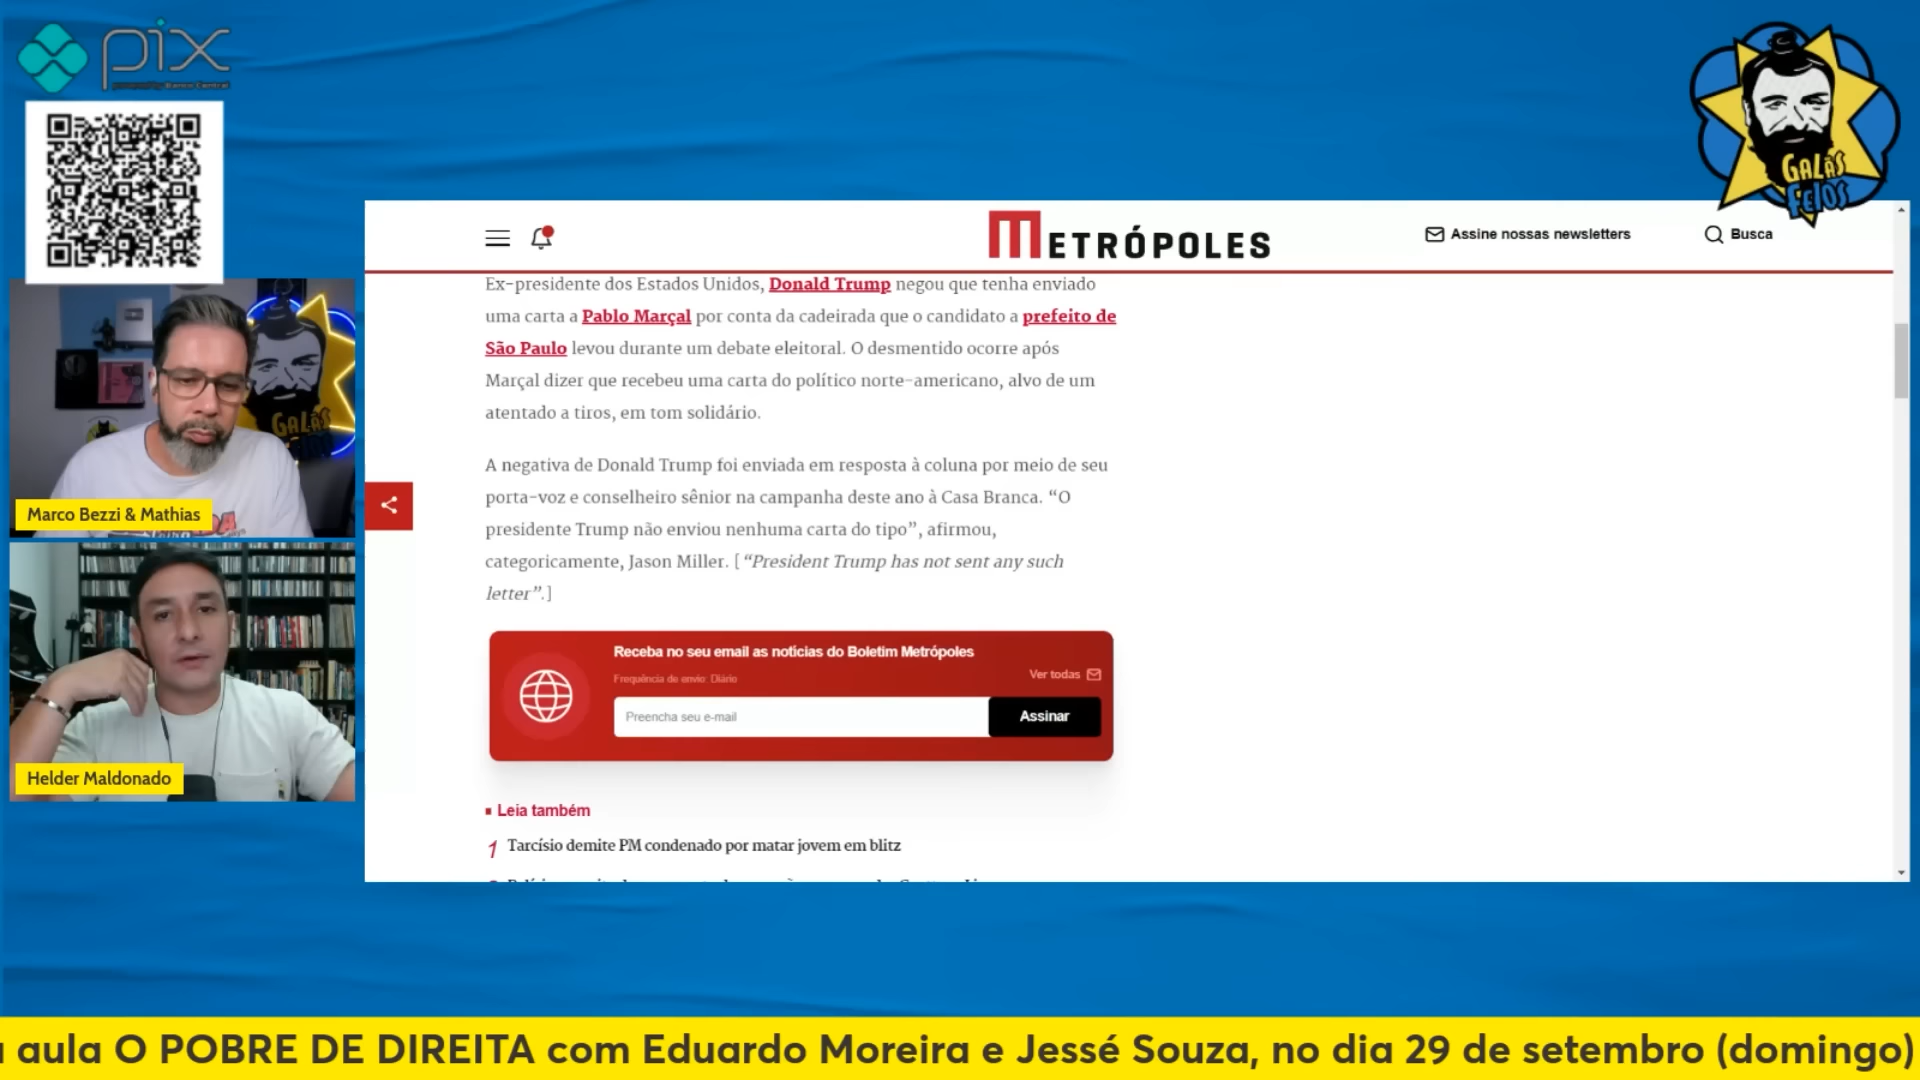 pix
powered by Banco Central
GALÃS
FEIOS
METRÓPOLES
Assine nossas newsletters
Busca
Ex-presidente dos Estados Unidos, Donald Trump negou que tenha enviado
uma carta a Pablo Marçal por conta da cadeirada que o candidato a prefeito de
São Paulo levou durante um debate eleitoral. O desmentido ocorre após
Marçal dizer que recebeu uma carta do político norte-americano, alvo de um
atentado a tiros, em tom solidário.
A negativa de Donald Trump foi enviada em resposta à coluna por meio de seu
porta-voz e conselheiro sênior na campanha deste ano à Casa Branca. “O
presidente Trump não enviou nenhuma carta do tipo”, afirmou,
categoricamente, Jason Miller. [“President Trump has not sent any such
letter”.]
Receba no seu email as notícias do Boletim Metrópoles
Frequência de envio: Diário
Ver todas
Preencha seu e-mail
Assinar
Leia também
1 Tarcísio demite PM condenado por matar jovem em blitz
GALÃS
Marco Bezzi & Mathias
Helder Maldonado
aula O POBRE DE DIREITA com Eduardo Moreira e Jessé Souza, no dia 29 de setembro (domingo)